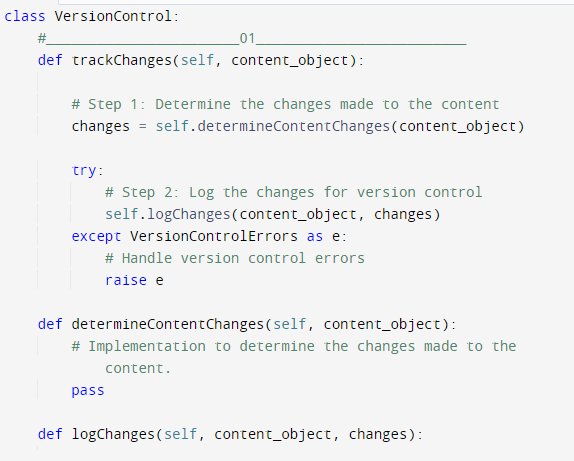 class VersionControl:
#_______________________01_________________________
def trackChanges(self, content_object):
# Step 1: Determine the changes made to the content
changes = self.determineContentChanges(content_object)
try:
# Step 2: Log the changes for version control
self.logChanges(content_object, changes)
except VersionControlErrors as e:
# Handle version control errors
raise e
def determineContentChanges(self, content_object):
# Implementation to determine the changes made to the
content.
pass
def logChanges(self, content_object, changes):